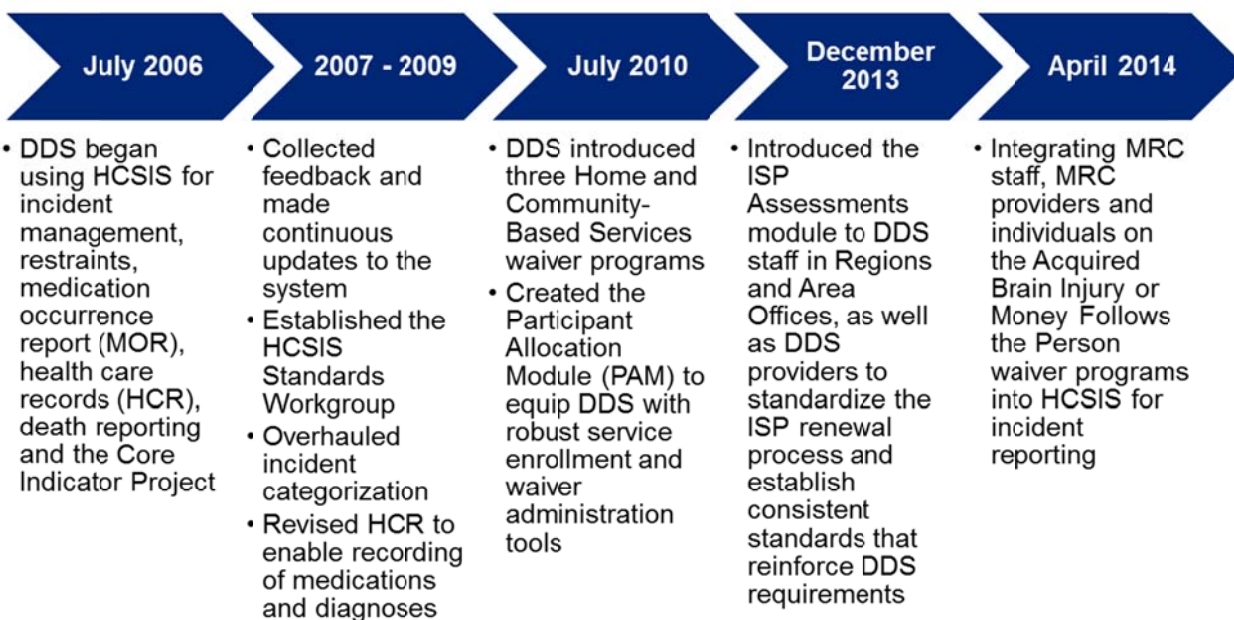 July 2006
• DDS began
using HCSIS for
incident
management,
restraints,
medication
occurrence
report (MOR),
health care
records (HCR),
death reporting
and the Core
Indicator Project
2007 - 2009
• Collected
feedback and
made
continuous
updates to the
system
• Established the
HCSIS
Standards
Workgroup
• Overhauled
incident
categorization
• Revised HCR to
enable recording
of medications
and diagnoses
July 2010
• DDS introduced
three Home and
Community-
Based Services
waiver programs
• Created the
Participant
Allocation
Module (PAM) to
equip DDS with
robust service
enrollment and
waiver
administration
tools
December
2013
• Introduced the
ISP
Assessments
module to DDS
staff in Regions
and Area
Offices, as well
as DDS
providers to
standardize the
ISP renewal
process and
establish
consistent
standards that
reinforce DDS
requirements
April 2014
• Integrating MRC
staff, MRC
providers and
individuals on
the Acquired
Brain Injury or
Money Follows
the Person
waiver programs
into HCSIS for
incident
reporting